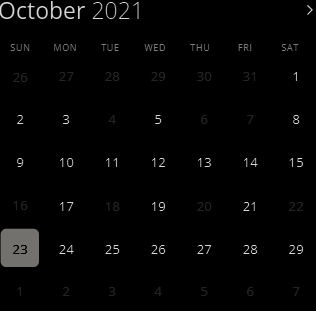 October 2021
SUN MON TUE WED THU FRI SAT
26 27 28 29 30 31 1
2 3 4 5 6 7 8
9 10 11 12 13 14 15
16 17 18 19 20 21 22
23 24 25 26 27 28 29
1 2 3 4 5 6 7